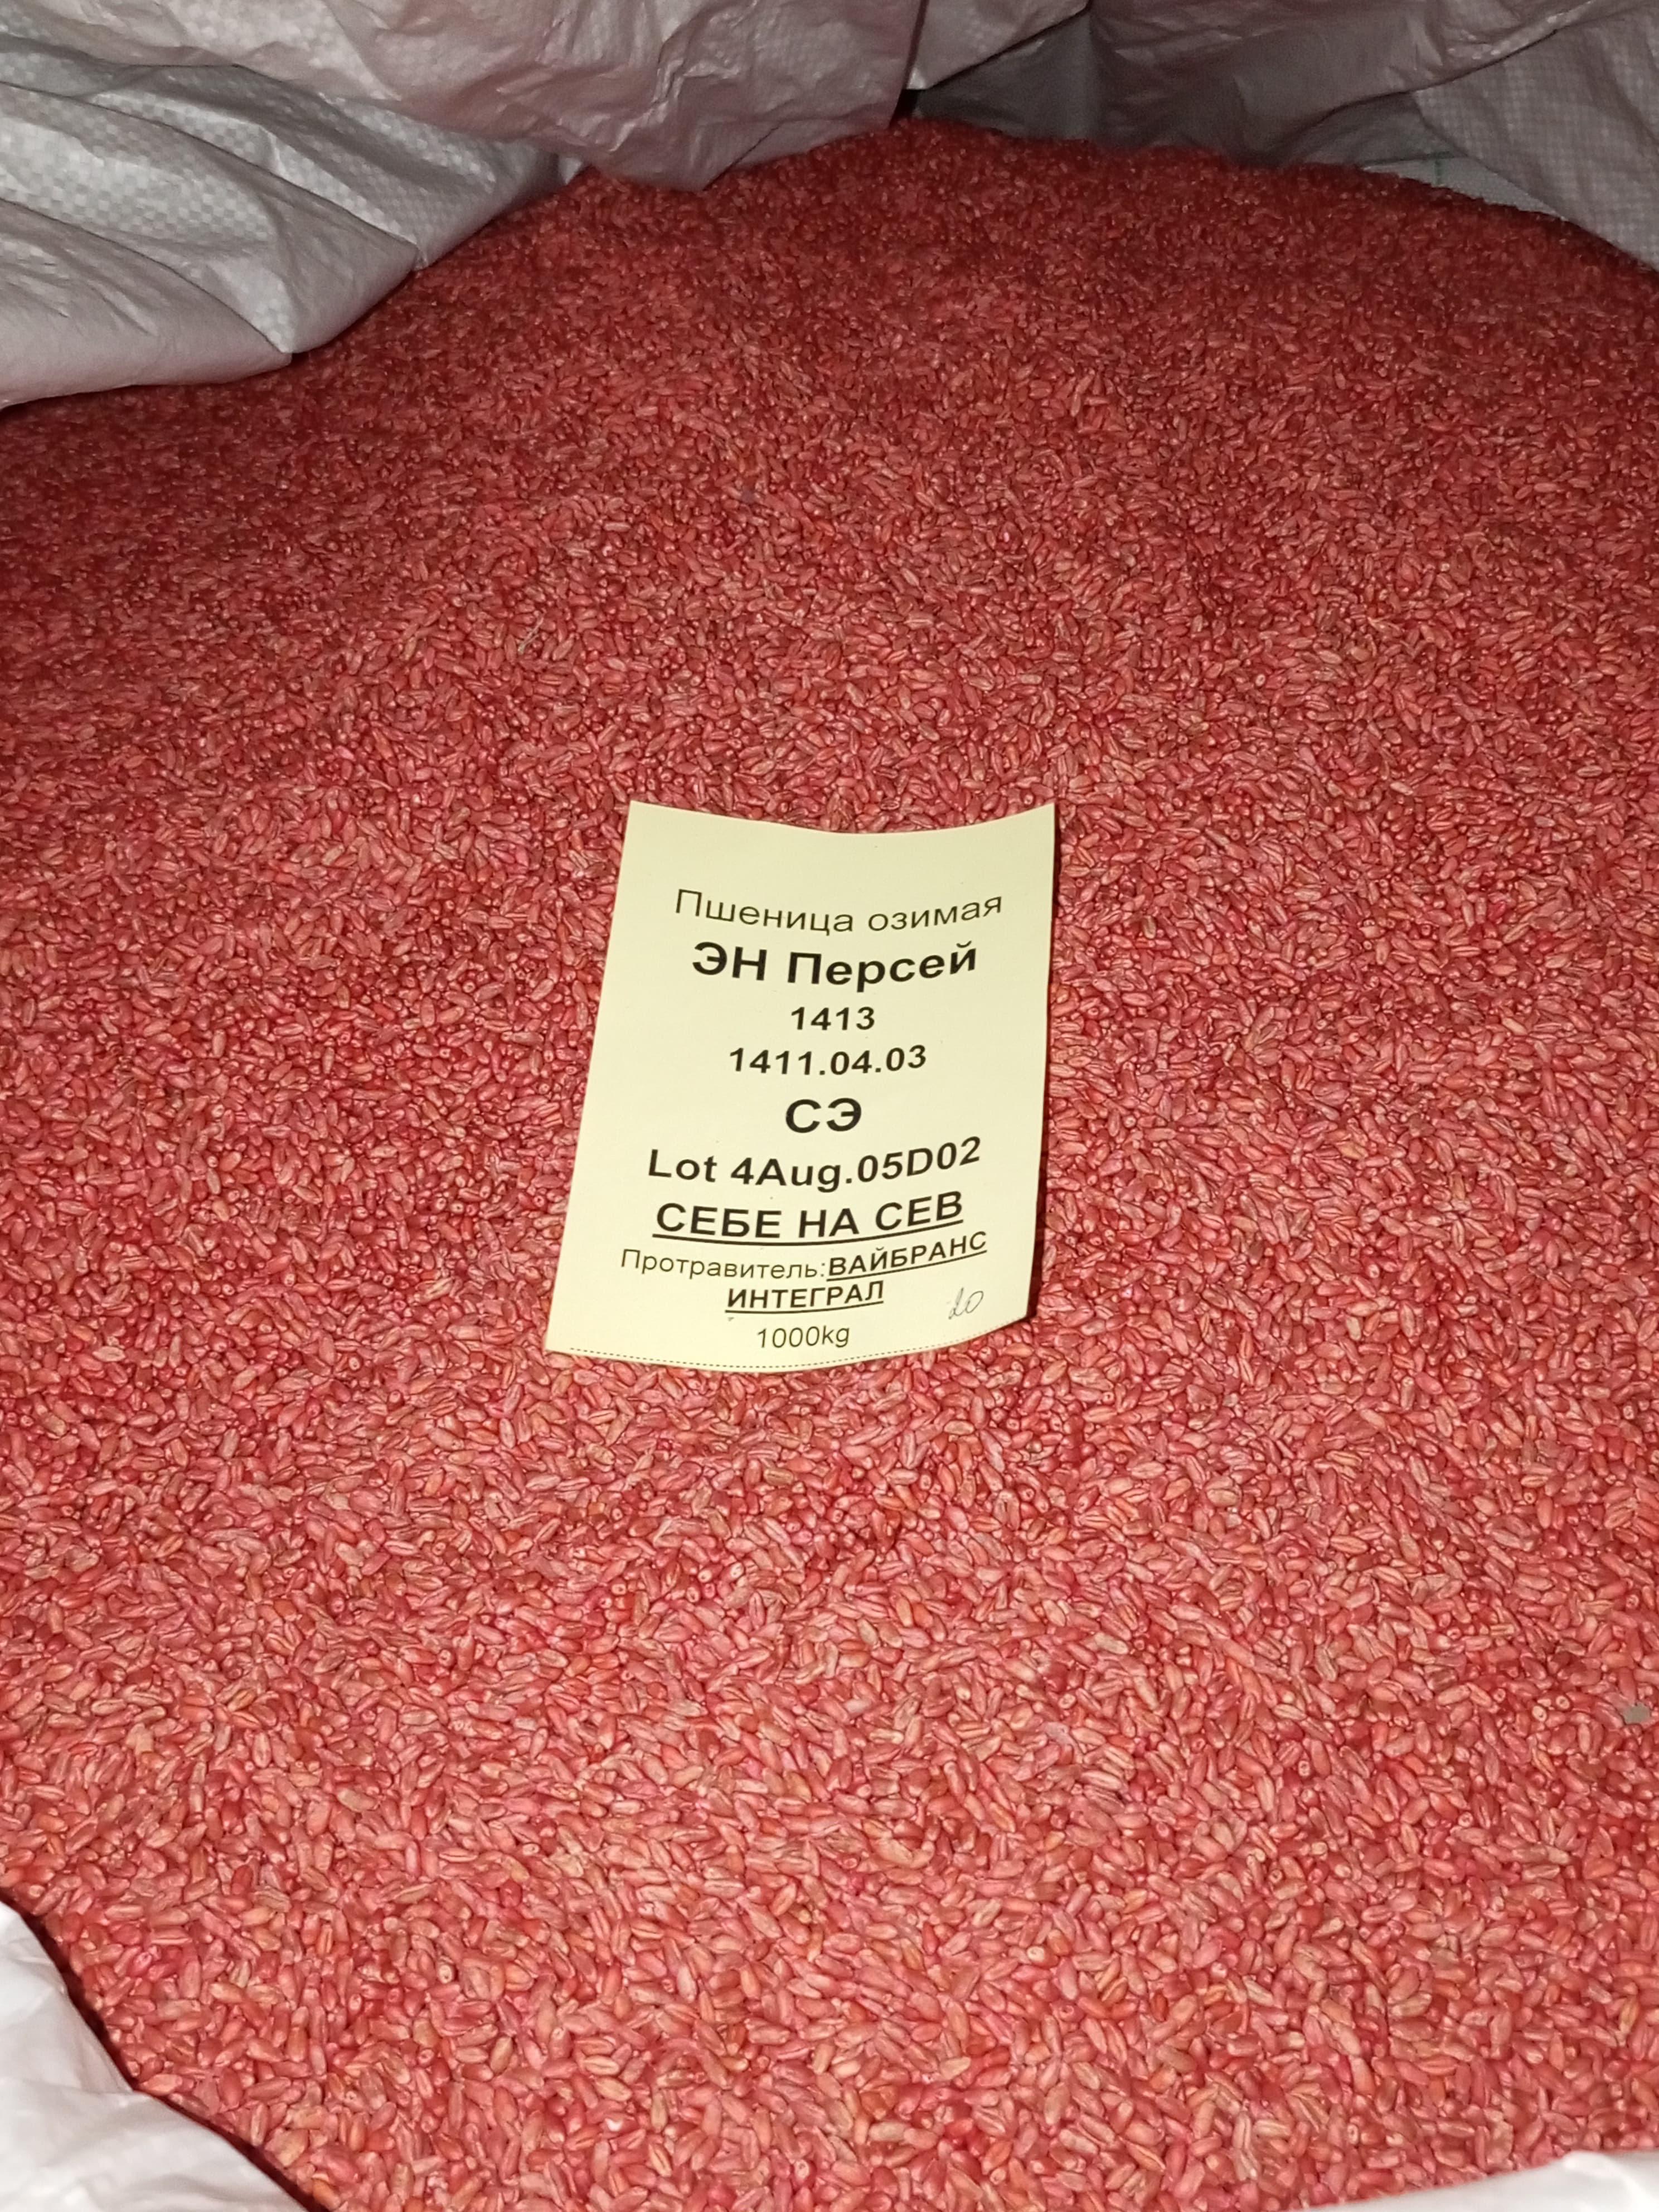 Пшеница озимая
ЭН Персей
1413
1411.04.03
СЭ
Lot 4Aug.05D02
СЕБЕ НА СЕВ
Протравитель:ВАЙБРАНС
ИНТЕГРАЛ
20
1000kg